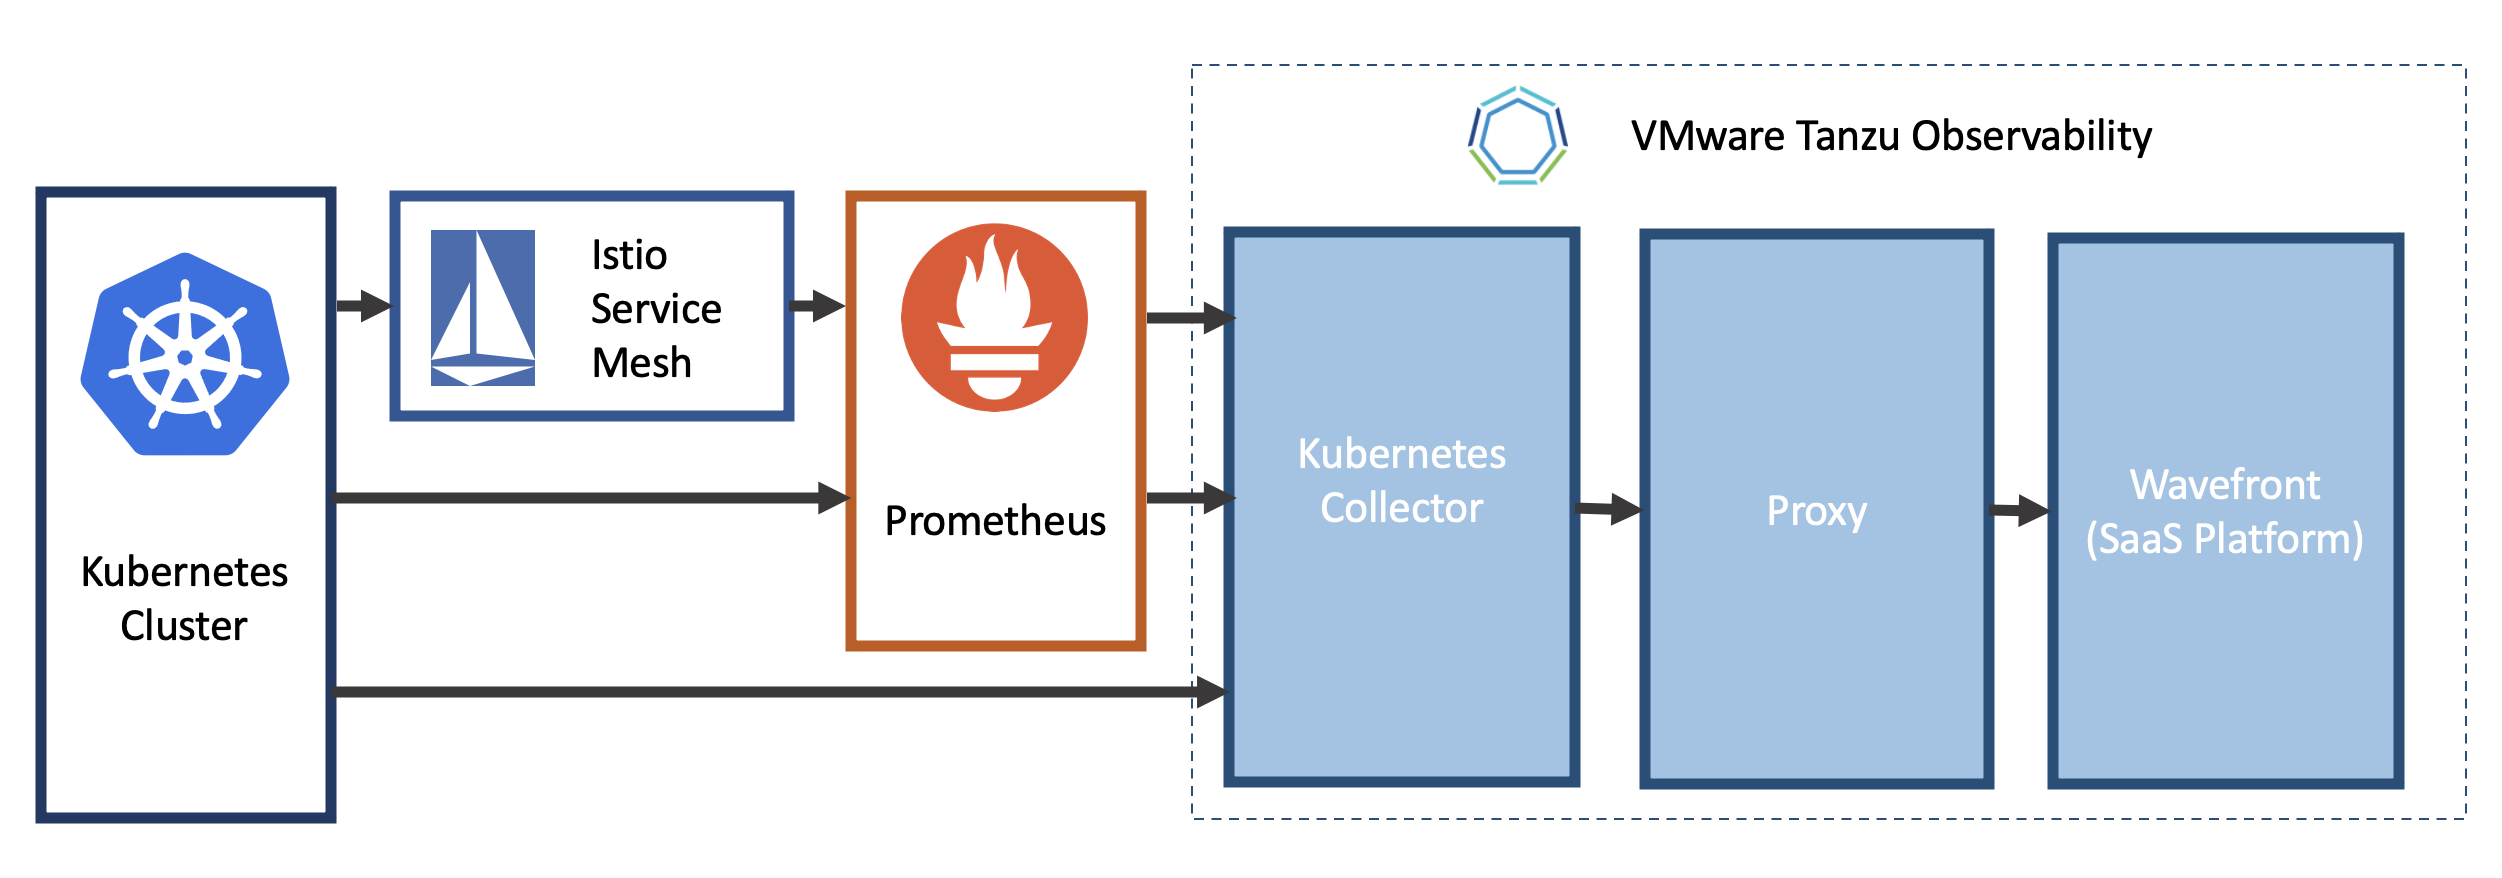 VMware Tanzu Observability
Kubernetes
Cluster
Istio
Service
Mesh
Prometheus
Kubernetes
Collector
Proxy
Wavefront
(SaaS Platform)